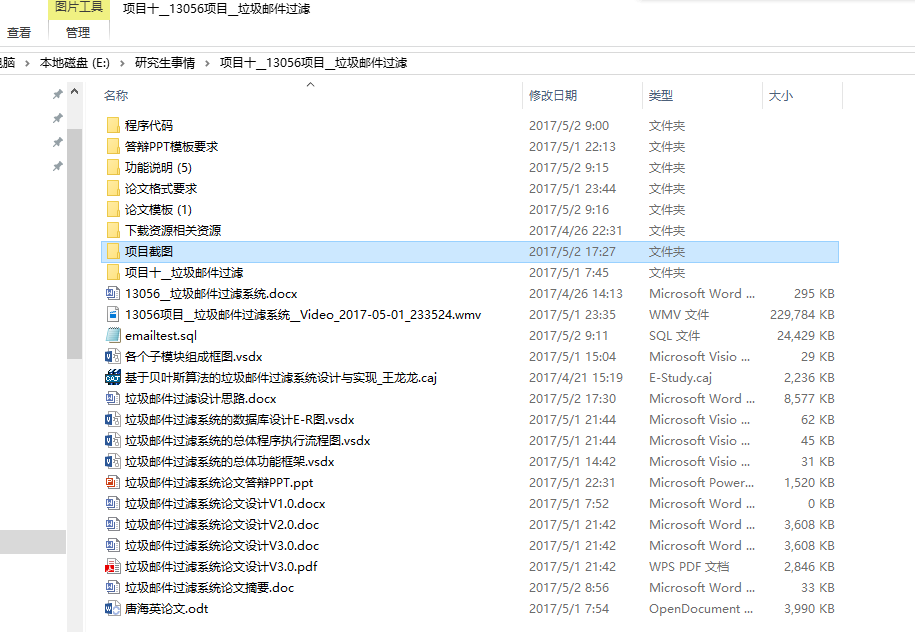 图片工具 项目十__13056项目__垃圾邮件过滤
查看 管理
电脑 › 本地磁盘 (E:) › 研究生事情 › 项目十__13056项目__垃圾邮件过滤
名称 修改日期 类型 大小
程序代码 2017/5/2 9:00 文件夹
答辩PPT模板要求 2017/5/1 22:13 文件夹
功能说明 (5) 2017/5/2 9:15 文件夹
论文格式要求 2017/5/1 23:44 文件夹
论文模板 (1) 2017/5/2 9:16 文件夹
下载资源相关资源 2017/4/26 22:31 文件夹
项目截图 2017/5/2 17:27 文件夹
项目十__垃圾邮件过滤 2017/5/1 7:45 文件夹
13056__垃圾邮件过滤系统.docx 2017/4/26 14:13 Microsoft Word ... 295 KB
13056项目__垃圾邮件过滤系统__Video_2017-05-01_233524.wmv 2017/5/1 23:35 WMV 文件 229,784 KB
emailtest.sql 2017/5/2 9:11 SQL 文件 24,429 KB
各个子模块组成框图.vsdx 2017/5/1 15:04 Microsoft Visio ... 29 KB
基于贝叶斯算法的垃圾邮件过滤系统设计与实现_王龙龙.caj 2017/4/21 15:19 E-Study.caj 2,236 KB
垃圾邮件过滤设计思路.docx 2017/5/2 17:30 Microsoft Word ... 8,577 KB
垃圾邮件过滤系统的数据库设计E-R图.vsdx 2017/5/1 21:44 Microsoft Visio ... 62 KB
垃圾邮件过滤系统的总体程序执行流程图.vsdx 2017/5/1 21:44 Microsoft Visio ... 45 KB
垃圾邮件过滤系统的总体功能框架.vsdx 2017/5/1 14:42 Microsoft Visio ... 31 KB
垃圾邮件过滤系统论文答辩PPT.ppt 2017/5/1 22:31 Microsoft Power... 1,520 KB
垃圾邮件过滤系统论文设计V1.0.docx 2017/5/1 7:52 Microsoft Word ... 0 KB
垃圾邮件过滤系统论文设计V2.0.doc 2017/5/1 21:42 Microsoft Word ... 3,608 KB
垃圾邮件过滤系统论文设计V3.0.doc 2017/5/1 21:42 Microsoft Word ... 3,608 KB
垃圾邮件过滤系统论文设计V3.0.pdf 2017/5/1 21:42 WPS PDF 文档 2,846 KB
垃圾邮件过滤系统论文摘要.doc 2017/5/2 8:56 Microsoft Word ... 33 KB
唐海英论文.odt 2017/5/1 7:54 OpenDocument ... 3,990 KB